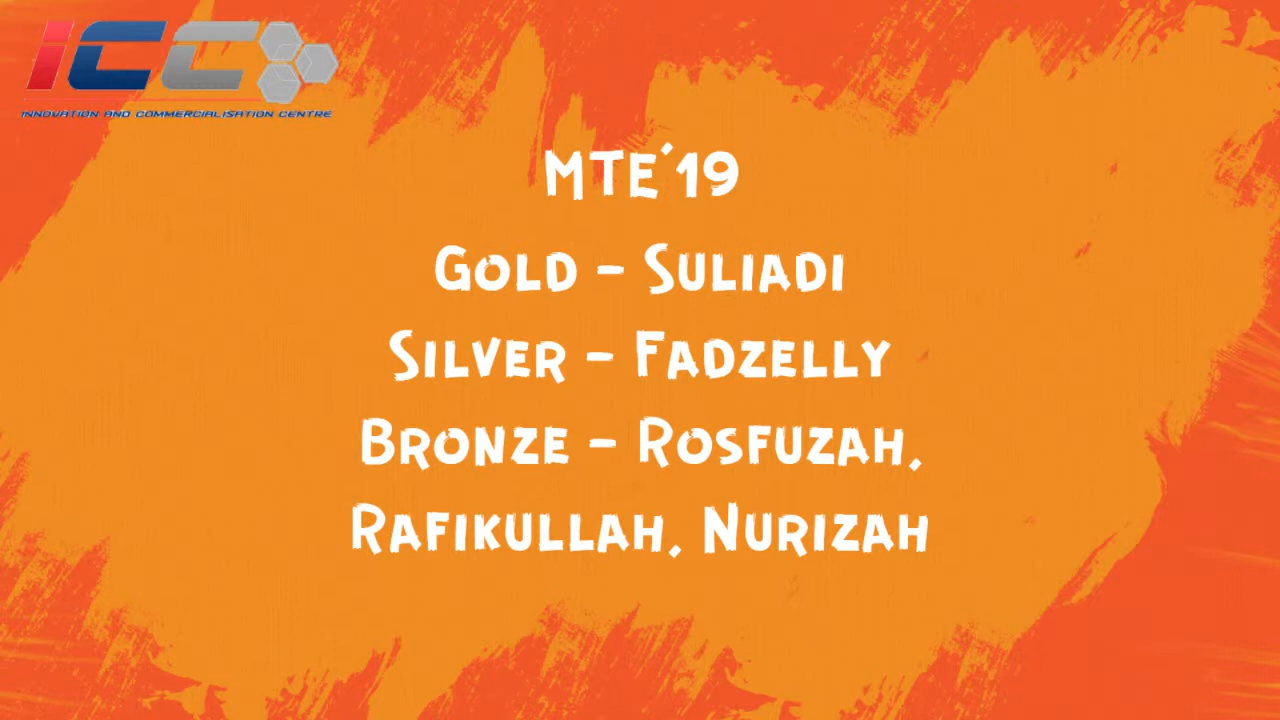 ICC
INNOVATION AND COMMERCIALISATION CENTRE
MTE'19
GOLD - SULIADI
SILVER - FADZELLY
BRONZE - ROSFUZAH,
RAFIKULLAH, NURIZAH